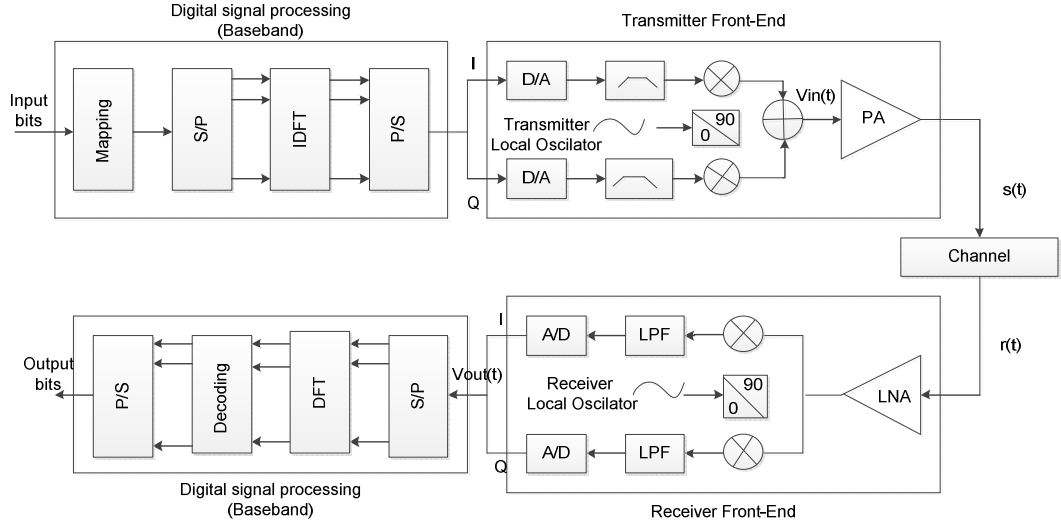 Digital signal processing
(Baseband)
Transmitter Front-End
Input
bits
Mapping
S/P
IDFT
P/S
I
Q
D/A
D/A
Transmitter
Local Oscilator
90
0
Vin(t)
PA
s(t)
Channel
r(t)
LNA
90
0
Receiver
Local Oscilator
LPF
LPF
A/D
A/D
I
Q
Vout(t)
S/P
DFT
Decoding
P/S
Output
bits
Digital signal processing
(Baseband)
Receiver Front-End